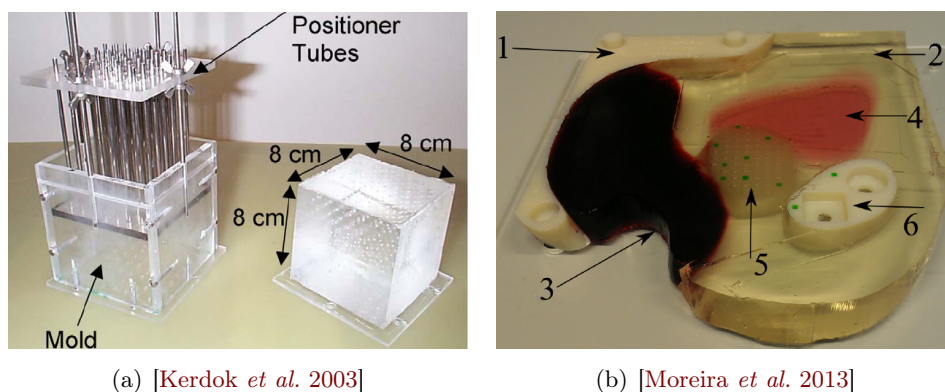 Positioner
Tubes
8 cm
8 cm
8 cm
Mold
1
2
3
4
5
6
(a) [Kerdok et al. 2003]
(b) [Moreira et al. 2013]